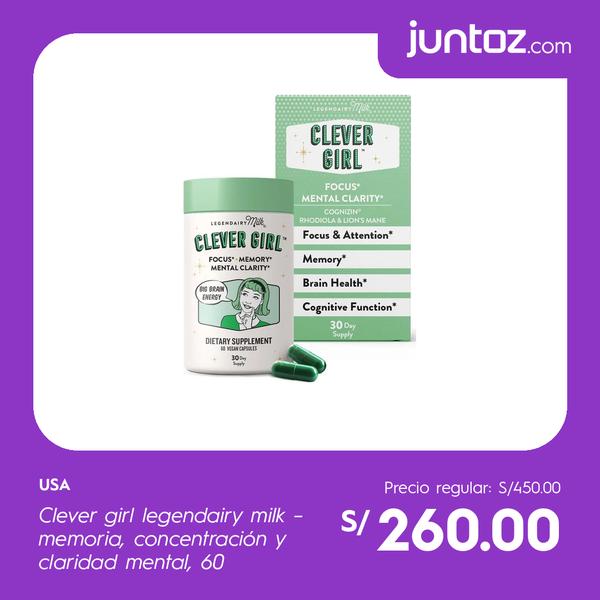 juntoz.com
LEGENDAIRY Milk
CLEVER
GIRL™
FOCUS*
MENTAL CLARITY*
COGNIZIN®
RHODIOLA & LION'S MANE
Focus & Attention*
Memory*
Brain Health*
Cognitive Function*
30 Day
Supply
LEGENDAIRY Milk
CLEVER GIRL™
FOCUS* · MEMORY*
MENTAL CLARITY*
BIG BRAIN
ENERGY
DIETARY SUPPLEMENT
60 VEGAN CAPSULES
30 Day
Supply
USA
Clever girl legendairy milk -
memoria, concentración y
claridad mental, 60
Precio regular: S/450.00
S/ 260.00